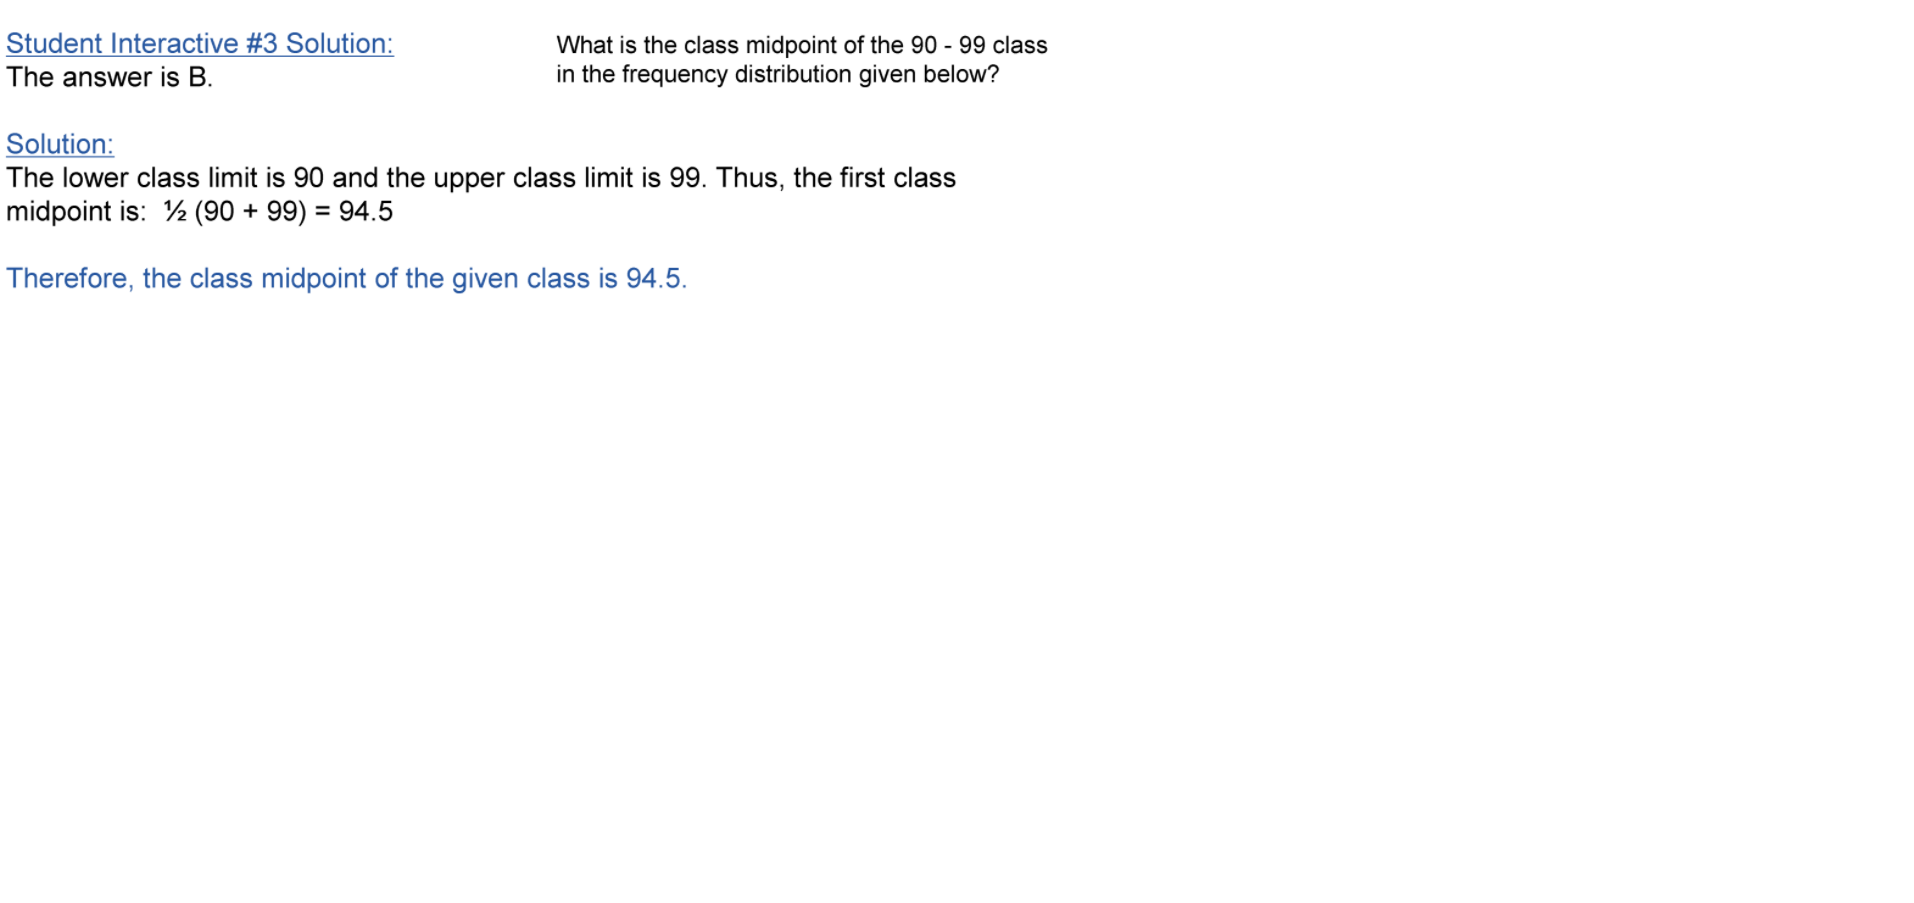 Student Interactive #3 Solution:
The answer is B.
What is the class midpoint of the 90 - 99 class
in the frequency distribution given below?
Solution:
The lower class limit is 90 and the upper class limit is 99. Thus, the first class
midpoint is:  ½ (90 + 99) = 94.5
Therefore, the class midpoint of the given class is 94.5.